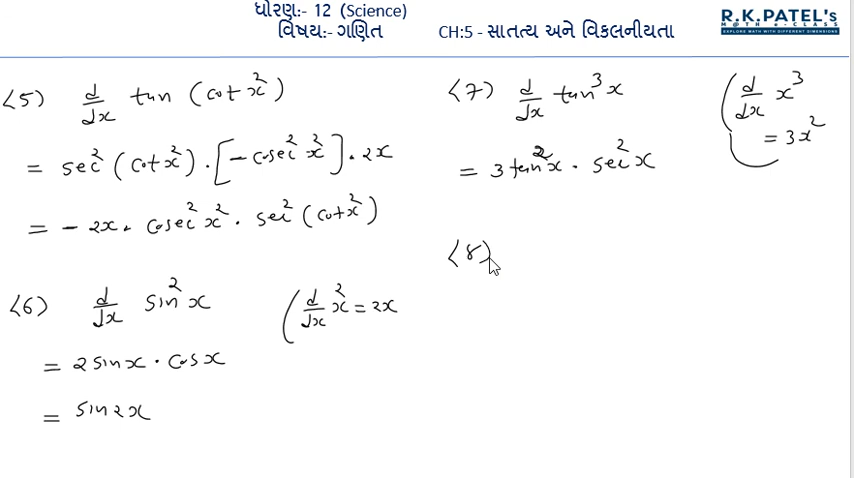 ધોરણ:- 12 (Science)
વિષય:- ગણિત
CH:5 - સાતત્ય અને વિકલનીયતા
R.K.PATEL's
M@TH e-CLASS
EXPLORE MATH WITH DIFFERENT DIMENSIONS
<5) d/dx tan (cot x²)
= sec² (cot x²) . [- cosec² x²] . 2x
= - 2x . cosec² x² . sec² (cot x²)
<6) d/dx sin² x
( d/dx x² = 2x
= 2 sin x . cos x
= sin 2x
<7) d/dx tan³ x
( d/dx x³
= 3x²
= 3 tan² x . sec² x
<8)